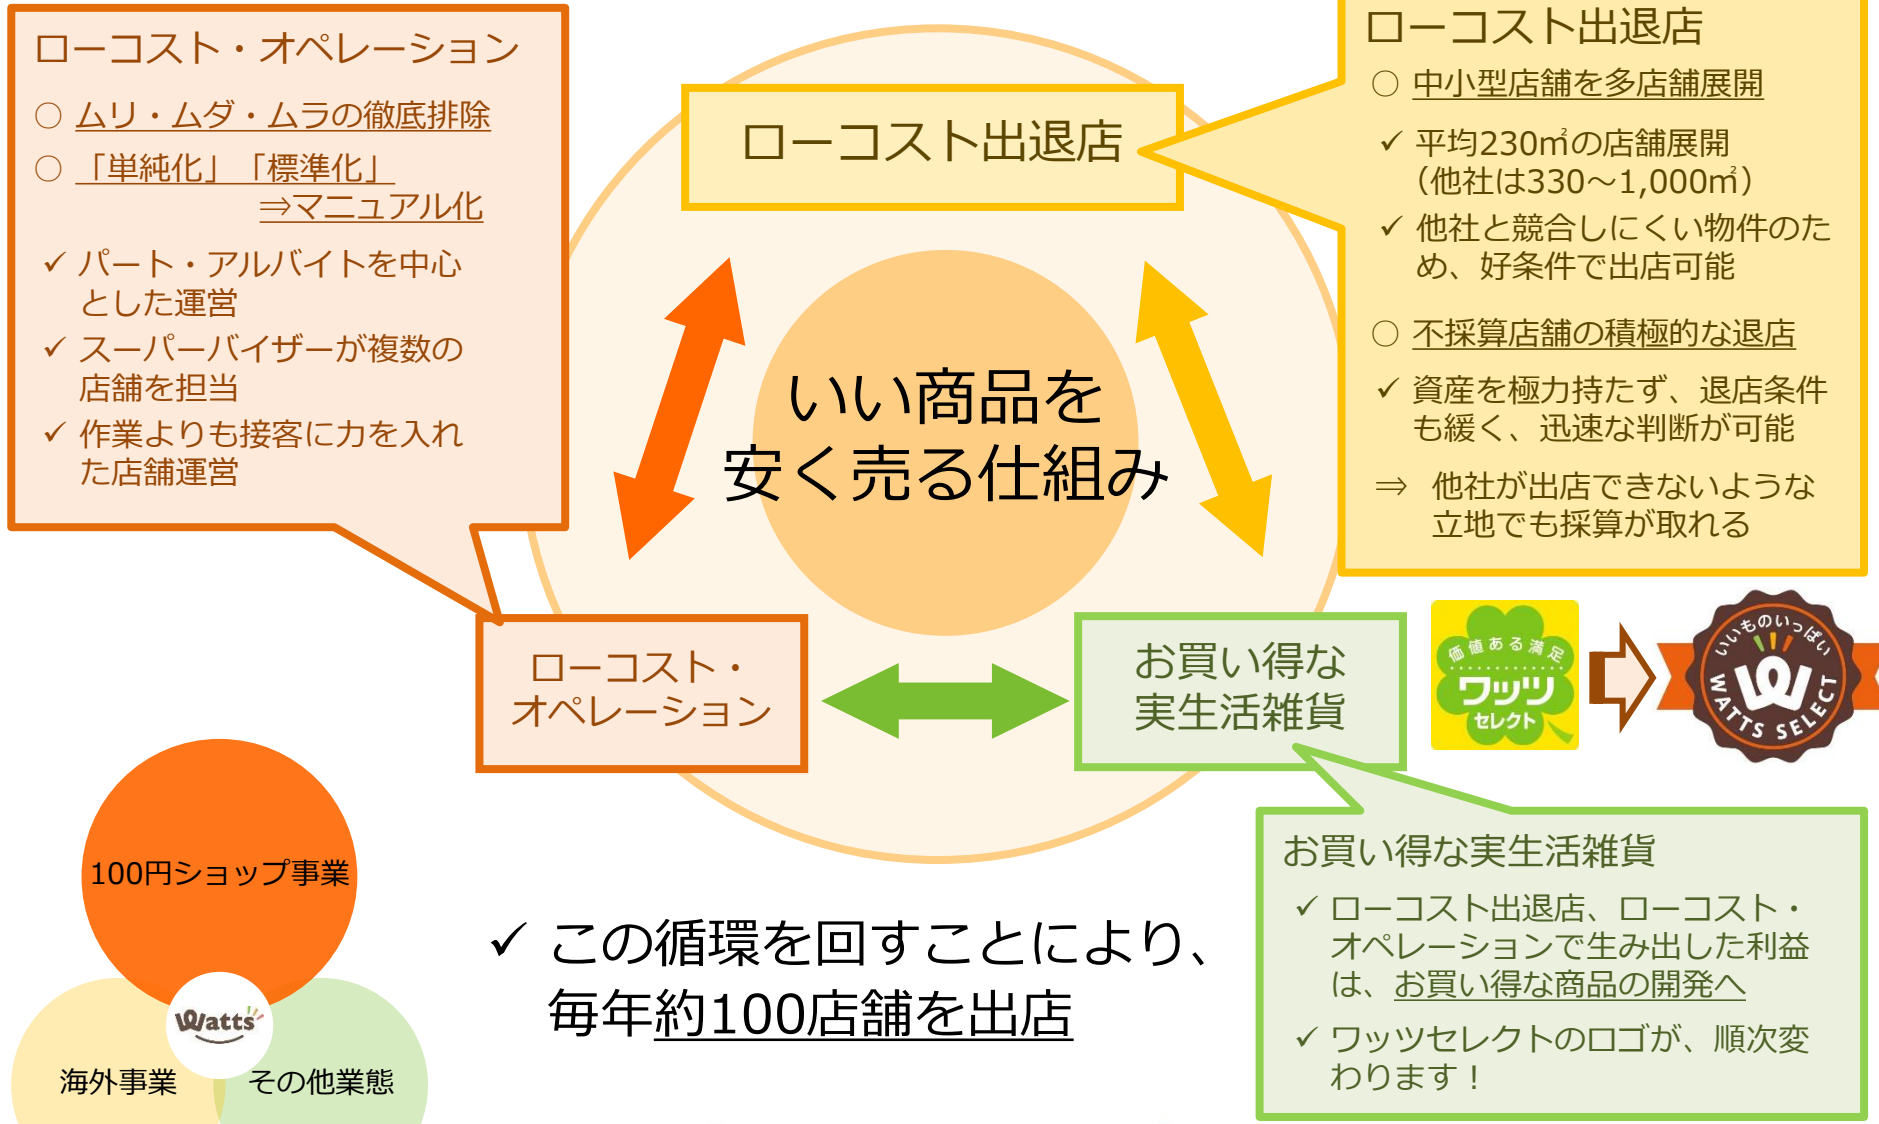 ローコスト・オペレーション
○ ムリ・ムダ・ムラの徹底排除
○ 「単純化」「標準化」
⇒マニュアル化
✓ パート・アルバイトを中心
とした運営
✓ スーパーバイザーが複数の
店舗を担当
✓ 作業よりも接客に力を入れ
た店舗運営
ローコスト出退店
ローコスト出退店
○ 中小型店舗を多店舗展開
✓ 平均230㎡の店舗展開
（他社は330～1,000㎡）
✓ 他社と競合しにくい物件のた
め、好条件で出店可能
○ 不採算店舗の積極的な退店
✓ 資産を極力持たず、退店条件
も緩く、迅速な判断が可能
⇒ 他社が出店できないような
立地でも採算が取れる
いい商品を
安く売る仕組み
ローコスト・
オペレーション
お買い得な
実生活雑貨
価値ある満足
ワッツ
セレクト
いいものいっぱい
W
WATTS SELECT
お買い得な実生活雑貨
✓ ローコスト出退店、ローコスト・
オペレーションで生み出した利益
は、お買い得な商品の開発へ
✓ ワッツセレクトのロゴが、順次変
わります！
100円ショップ事業
Watts
海外事業
その他業態
✓ この循環を回すことにより、
毎年約100店舗を出店